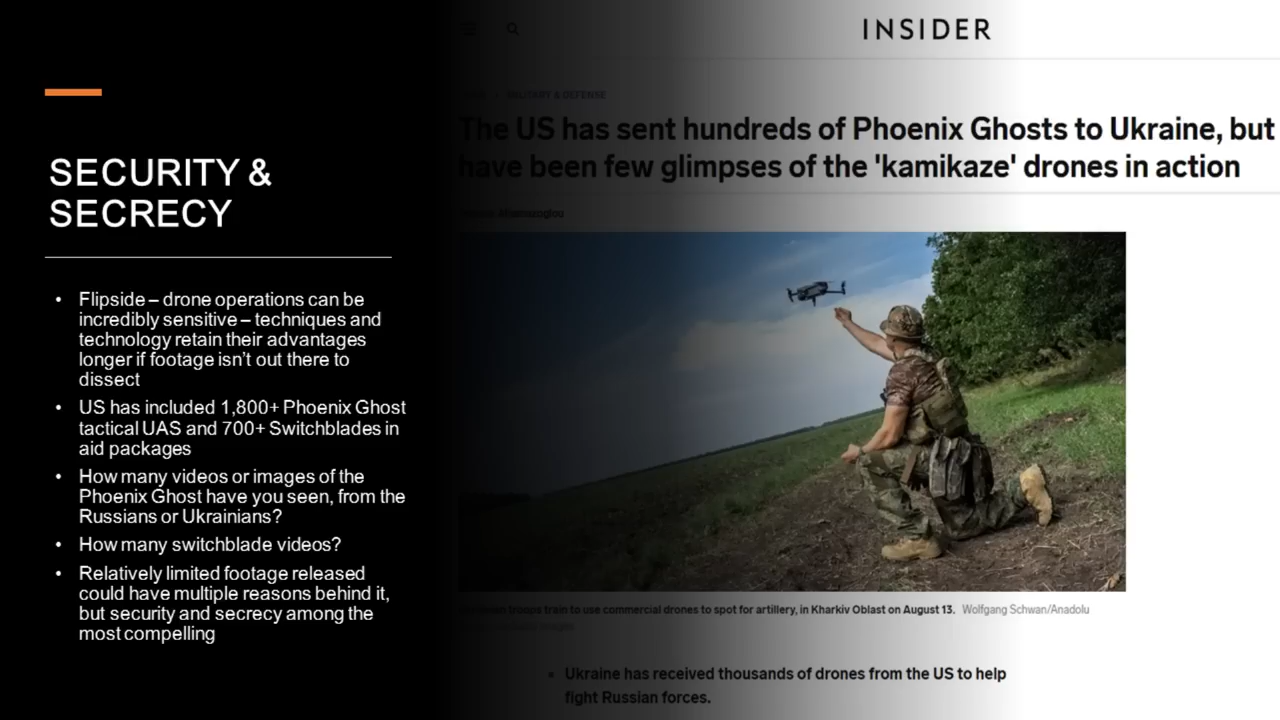 SECURITY &
SECRECY
• Flipside – drone operations can be
incredibly sensitive – techniques and
technology retain their advantages
longer if footage isn't out there to
dissect
• US has included 1,800+ Phoenix Ghost
tactical UAS and 700+ Switchblades in
aid packages
• How many videos or images of the
Phoenix Ghost have you seen, from the
Russians or Ukrainians?
• How many switchblade videos?
• Relatively limited footage released
could have multiple reasons behind it,
but security and secrecy among the
most compelling
INSIDER
MILITARY & DEFENSE
The US has sent hundreds of Phoenix Ghosts to Ukraine, but
have been few glimpses of the 'kamikaze' drones in action
troops train to use commercial drones to spot for artillery, in Kharkiv Oblast on August 13. Wolfgang Schwan/Anadolu
• Ukraine has received thousands of drones from the US to help
fight Russian forces.